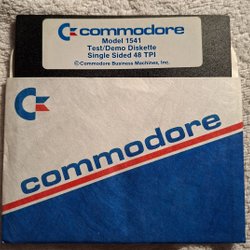 commodore
Model 1541
Test/Demo Diskette
Single Sided 48 TPI
©Commodore Business Machines, Inc.
commodore